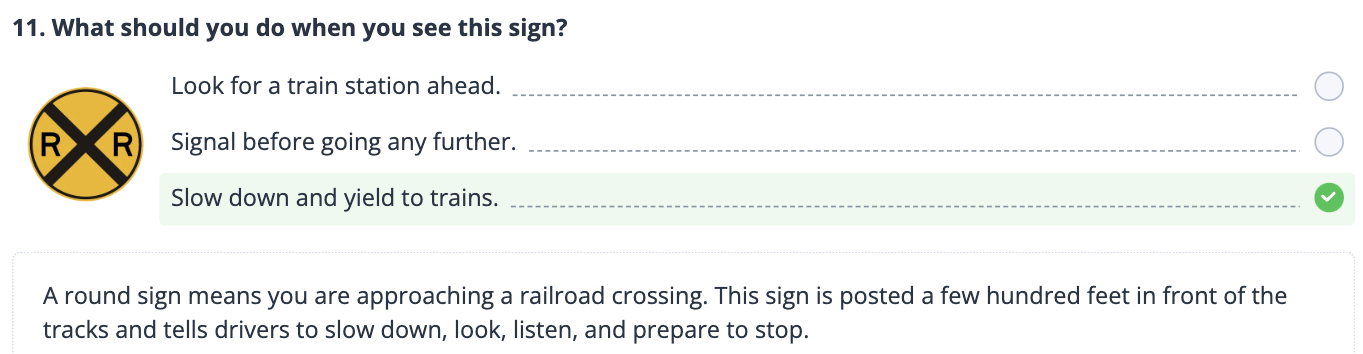 11. What should you do when you see this sign?
Look for a train station ahead.
R R
Signal before going any further.
Slow down and yield to trains.
A round sign means you are approaching a railroad crossing. This sign is posted a few hundred feet in front of the
tracks and tells drivers to slow down, look, listen, and prepare to stop.